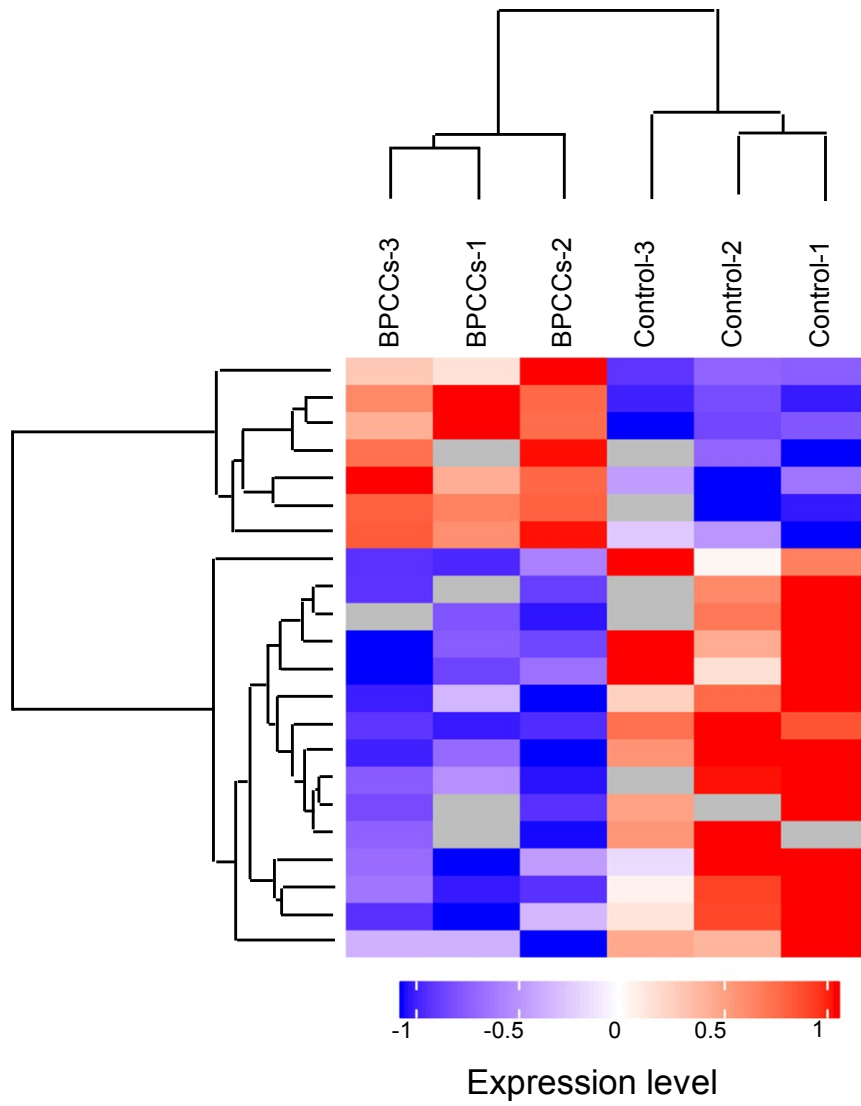 BPCCs-3
BPCCs-1
BPCCs-2
Control-3
Control-2
Control-1
-1 -0.5 0 0.5 1
Expression level